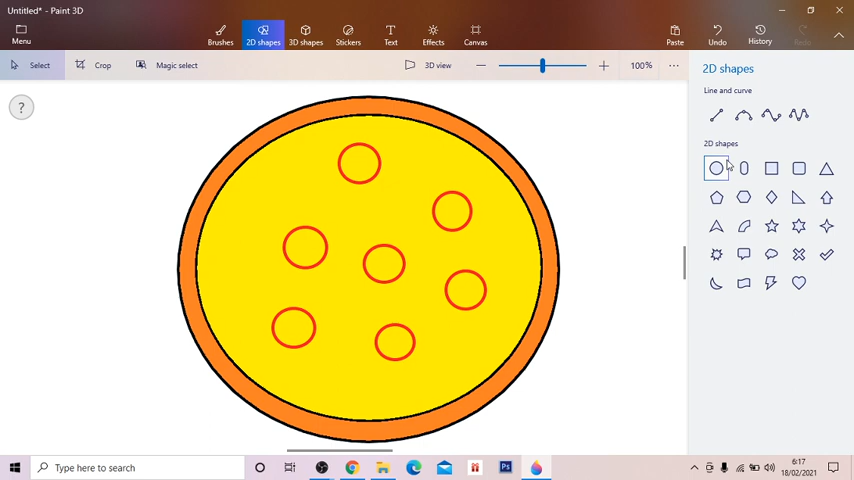 Untitled* - Paint 3D
Menu
Brushes
2D shapes
3D shapes
Stickers
Text
Effects
Canvas
Paste
Undo
History
Redo
Select
Crop
Magic select
3D view
100%
2D shapes
Line and curve
2D shapes
?
Type here to search
Ps
6:17
18/02/2021